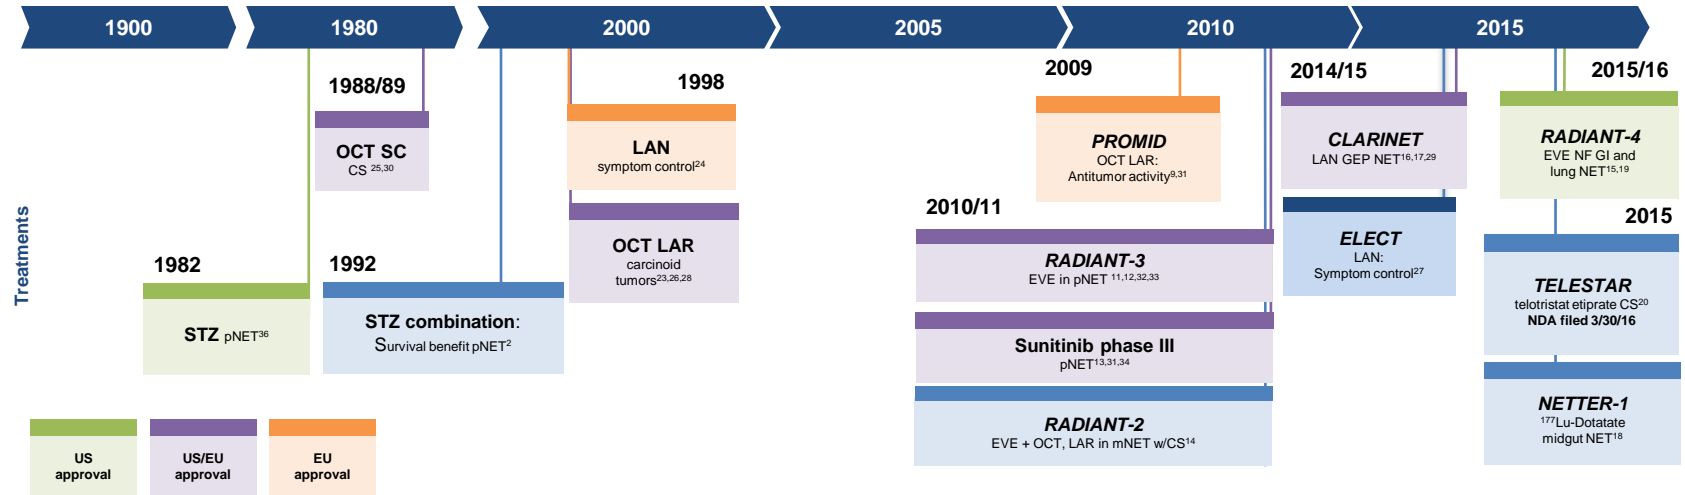 1900
1980
2000
2005
2010
2015
Treatments
1982
STZ pNET36
1988/89
OCT SC
CS 25,30
1992
STZ combination:
Survival benefit pNET2
1998
LAN
symptom control24
OCT LAR
carcinoid
tumors23,26,28
2009
PROMID
OCT LAR:
Antitumor activity9,31
2010/11
RADIANT-3
EVE in pNET 11,12,32,33
Sunitinib phase III
pNET13,31,34
RADIANT-2
EVE + OCT, LAR in mNET w/CS14
2014/15
CLARINET
LAN GEP NET16,17,29
ELECT
LAN:
Symptom control27
2015/16
RADIANT-4
EVE NF GI and
lung NET15,19
2015
TELESTAR
telotristat etiprate CS20
NDA filed 3/30/16
NETTER-1
177Lu-Dotatate
midgut NET18
US
approval
US/EU
approval
EU
approval